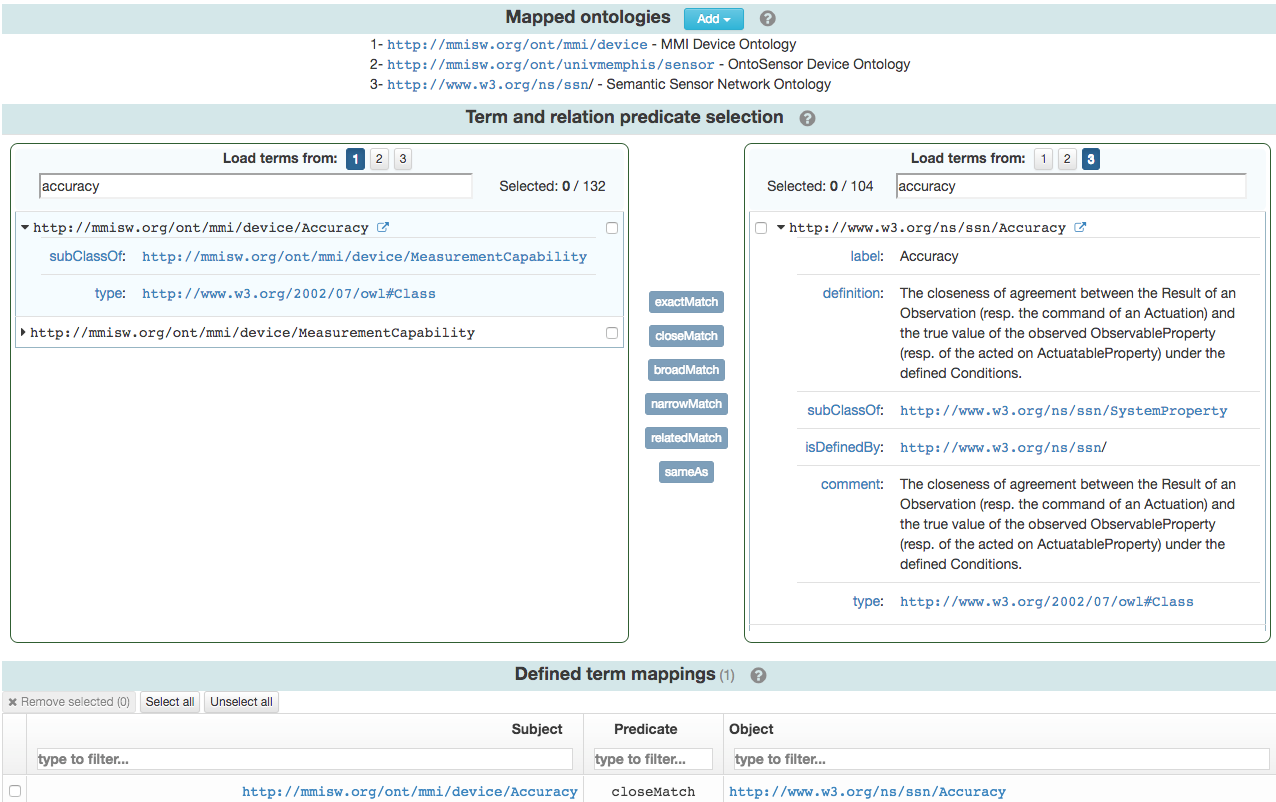 Mapped ontologies Add ?
1- http://mmisw.org/ont/mmi/device - MMI Device Ontology
2- http://mmisw.org/ont/univmemphis/sensor - OntoSensor Device Ontology
3- http://www.w3.org/ns/ssn/ - Semantic Sensor Network Ontology
Term and relation predicate selection ?
Load terms from: 1 2 3
accuracy Selected: 0 / 132
http://mmisw.org/ont/mmi/device/Accuracy
subClassOf: http://mmisw.org/ont/mmi/device/MeasurementCapability
type: http://www.w3.org/2002/07/owl#Class
http://mmisw.org/ont/mmi/device/MeasurementCapability
exactMatch
closeMatch
broadMatch
narrowMatch
relatedMatch
sameAs
Load terms from: 1 2 3
Selected: 0 / 104 accuracy
http://www.w3.org/ns/ssn/Accuracy
label: Accuracy
definition: The closeness of agreement between the Result of an
Observation (resp. the command of an Actuation) and
the true value of the observed ObservableProperty
(resp. of the acted on ActuatableProperty) under the
defined Conditions.
subClassOf: http://www.w3.org/ns/ssn/SystemProperty
isDefinedBy: http://www.w3.org/ns/ssn/
comment: The closeness of agreement between the Result of an
Observation (resp. the command of an Actuation) and
the true value of the observed ObservableProperty
(resp. of the acted on ActuatableProperty) under the
defined Conditions.
type: http://www.w3.org/2002/07/owl#Class
Defined term mappings (1) ?
✖ Remove selected (0) Select all Unselect all
Subject Predicate Object
type to filter... type to filter... type to filter...
http://mmisw.org/ont/mmi/device/Accuracy closeMatch http://www.w3.org/ns/ssn/Accuracy